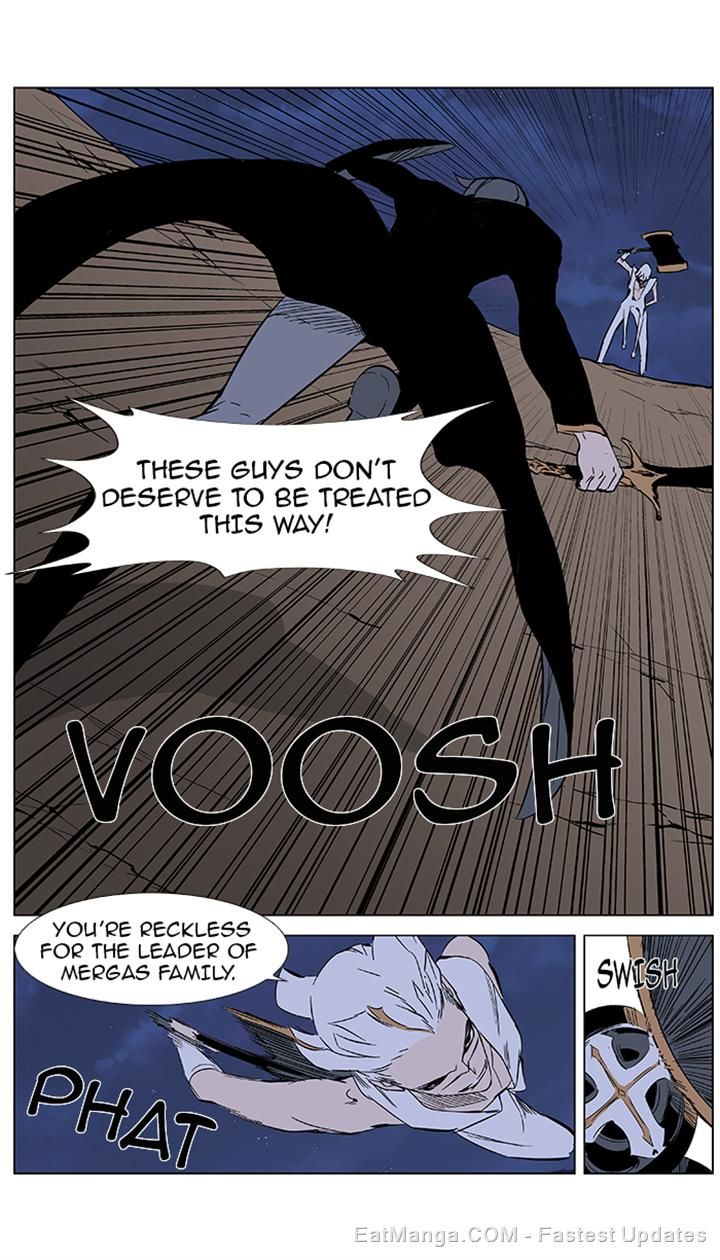 THESE GUYS DON'T
DESERVE TO BE TREATED
THIS WAY!
VOOSH
YOU'RE RECKLESS
FOR THE LEADER OF
MERGAS FAMILY.
PHAT
SWISH
EatManga.COM - Fastest Updates